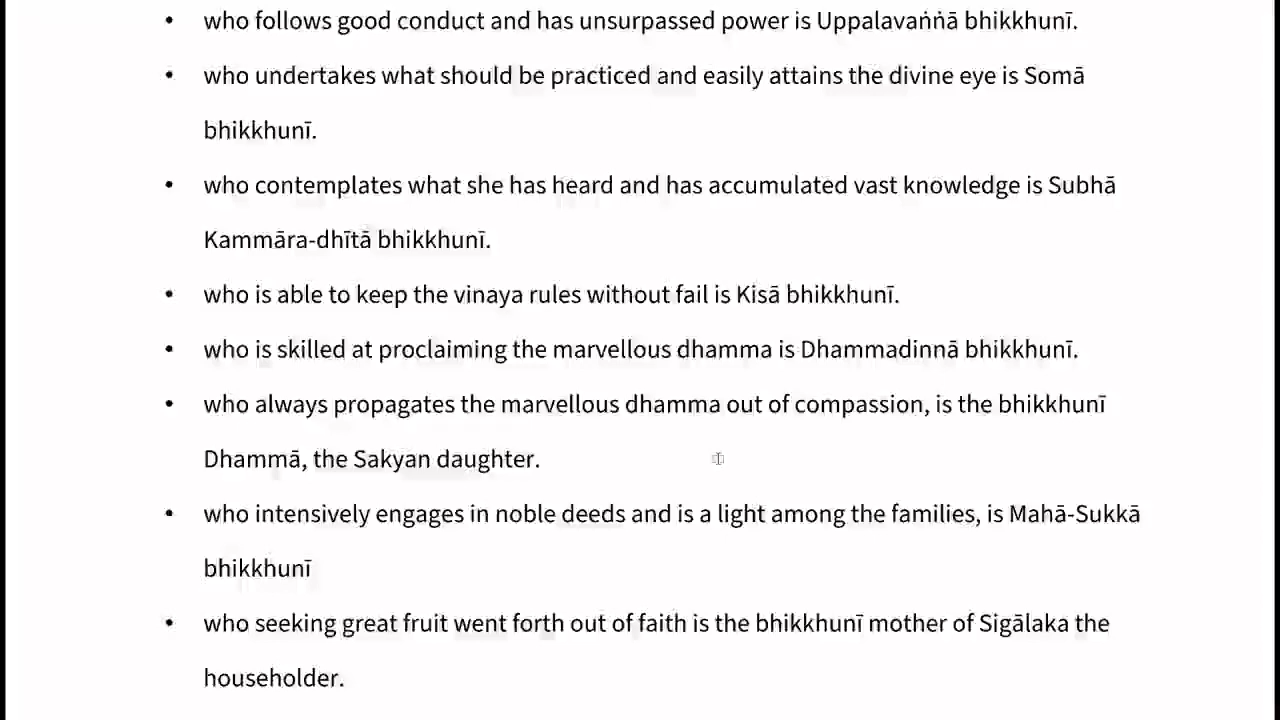 • who follows good conduct and has unsurpassed power is Uppalavaṅṅā bhikkhunī.
• who undertakes what should be practiced and easily attains the divine eye is Somā
bhikkhunī.
• who contemplates what she has heard and has accumulated vast knowledge is Subhā
Kammāra-dhītā bhikkhunī.
• who is able to keep the vinaya rules without fail is Kisā bhikkhunī.
• who is skilled at proclaiming the marvellous dhamma is Dhammadinnā bhikkhunī.
• who always propagates the marvellous dhamma out of compassion, is the bhikkhunī
Dhammā, the Sakyan daughter.
• who intensively engages in noble deeds and is a light among the families, is Mahā-Sukkā
bhikkhunī
• who seeking great fruit went forth out of faith is the bhikkhunī mother of Sigālaka the
householder.